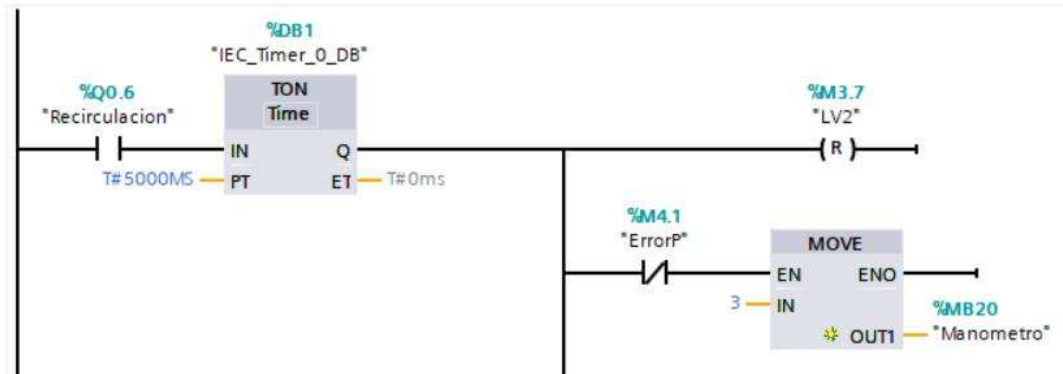 %DB1
"IEC_Timer_0_DB"
%Q0.6
"Recirculacion"
TON
Time
%M3.7
"LV2"
( R )
IN
Q
T#5000MS
PT
ET
T#0ms
%M4.1
"ErrorP"
MOVE
EN
ENO
3
IN
%MB20
OUT1
"Manometro"